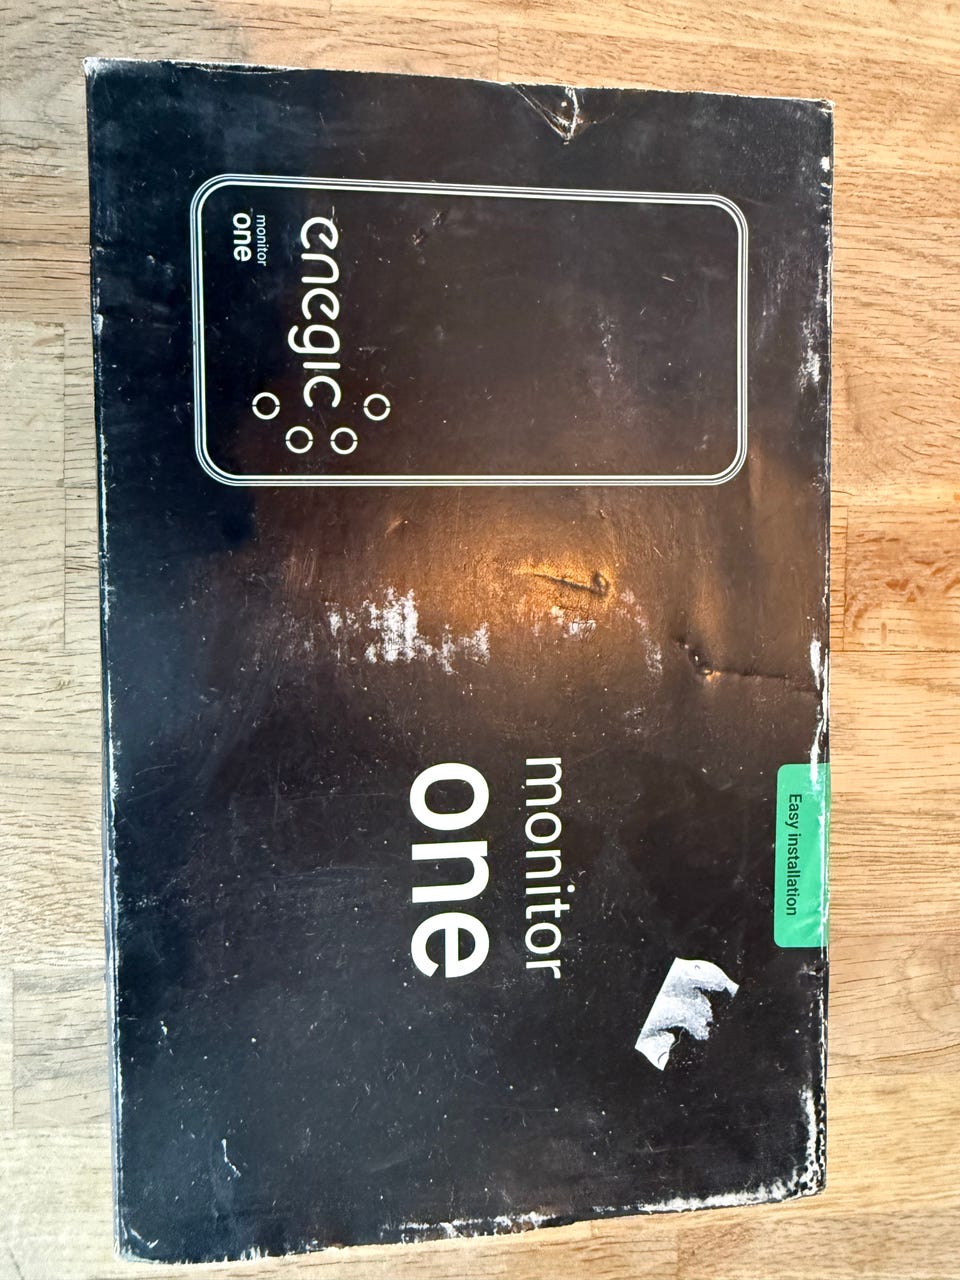 Easy installation
enegic
monitor
one
monitor
one